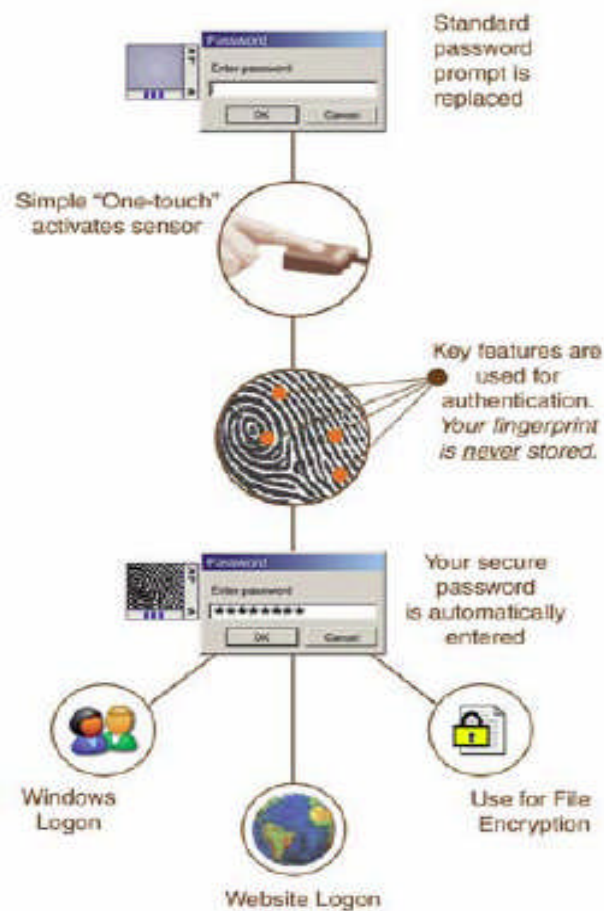 Password
Enter password
OK Cancel
Standard
password
prompt is
replaced
Simple “One-touch”
activates sensor
Key features are
used for
authentication.
Your fingerprint
is never stored.
Password
Enter password
********
OK Cancel
Your secure
password
is automatically
entered
Windows
Logon
Use for File
Encryption
Website Logon